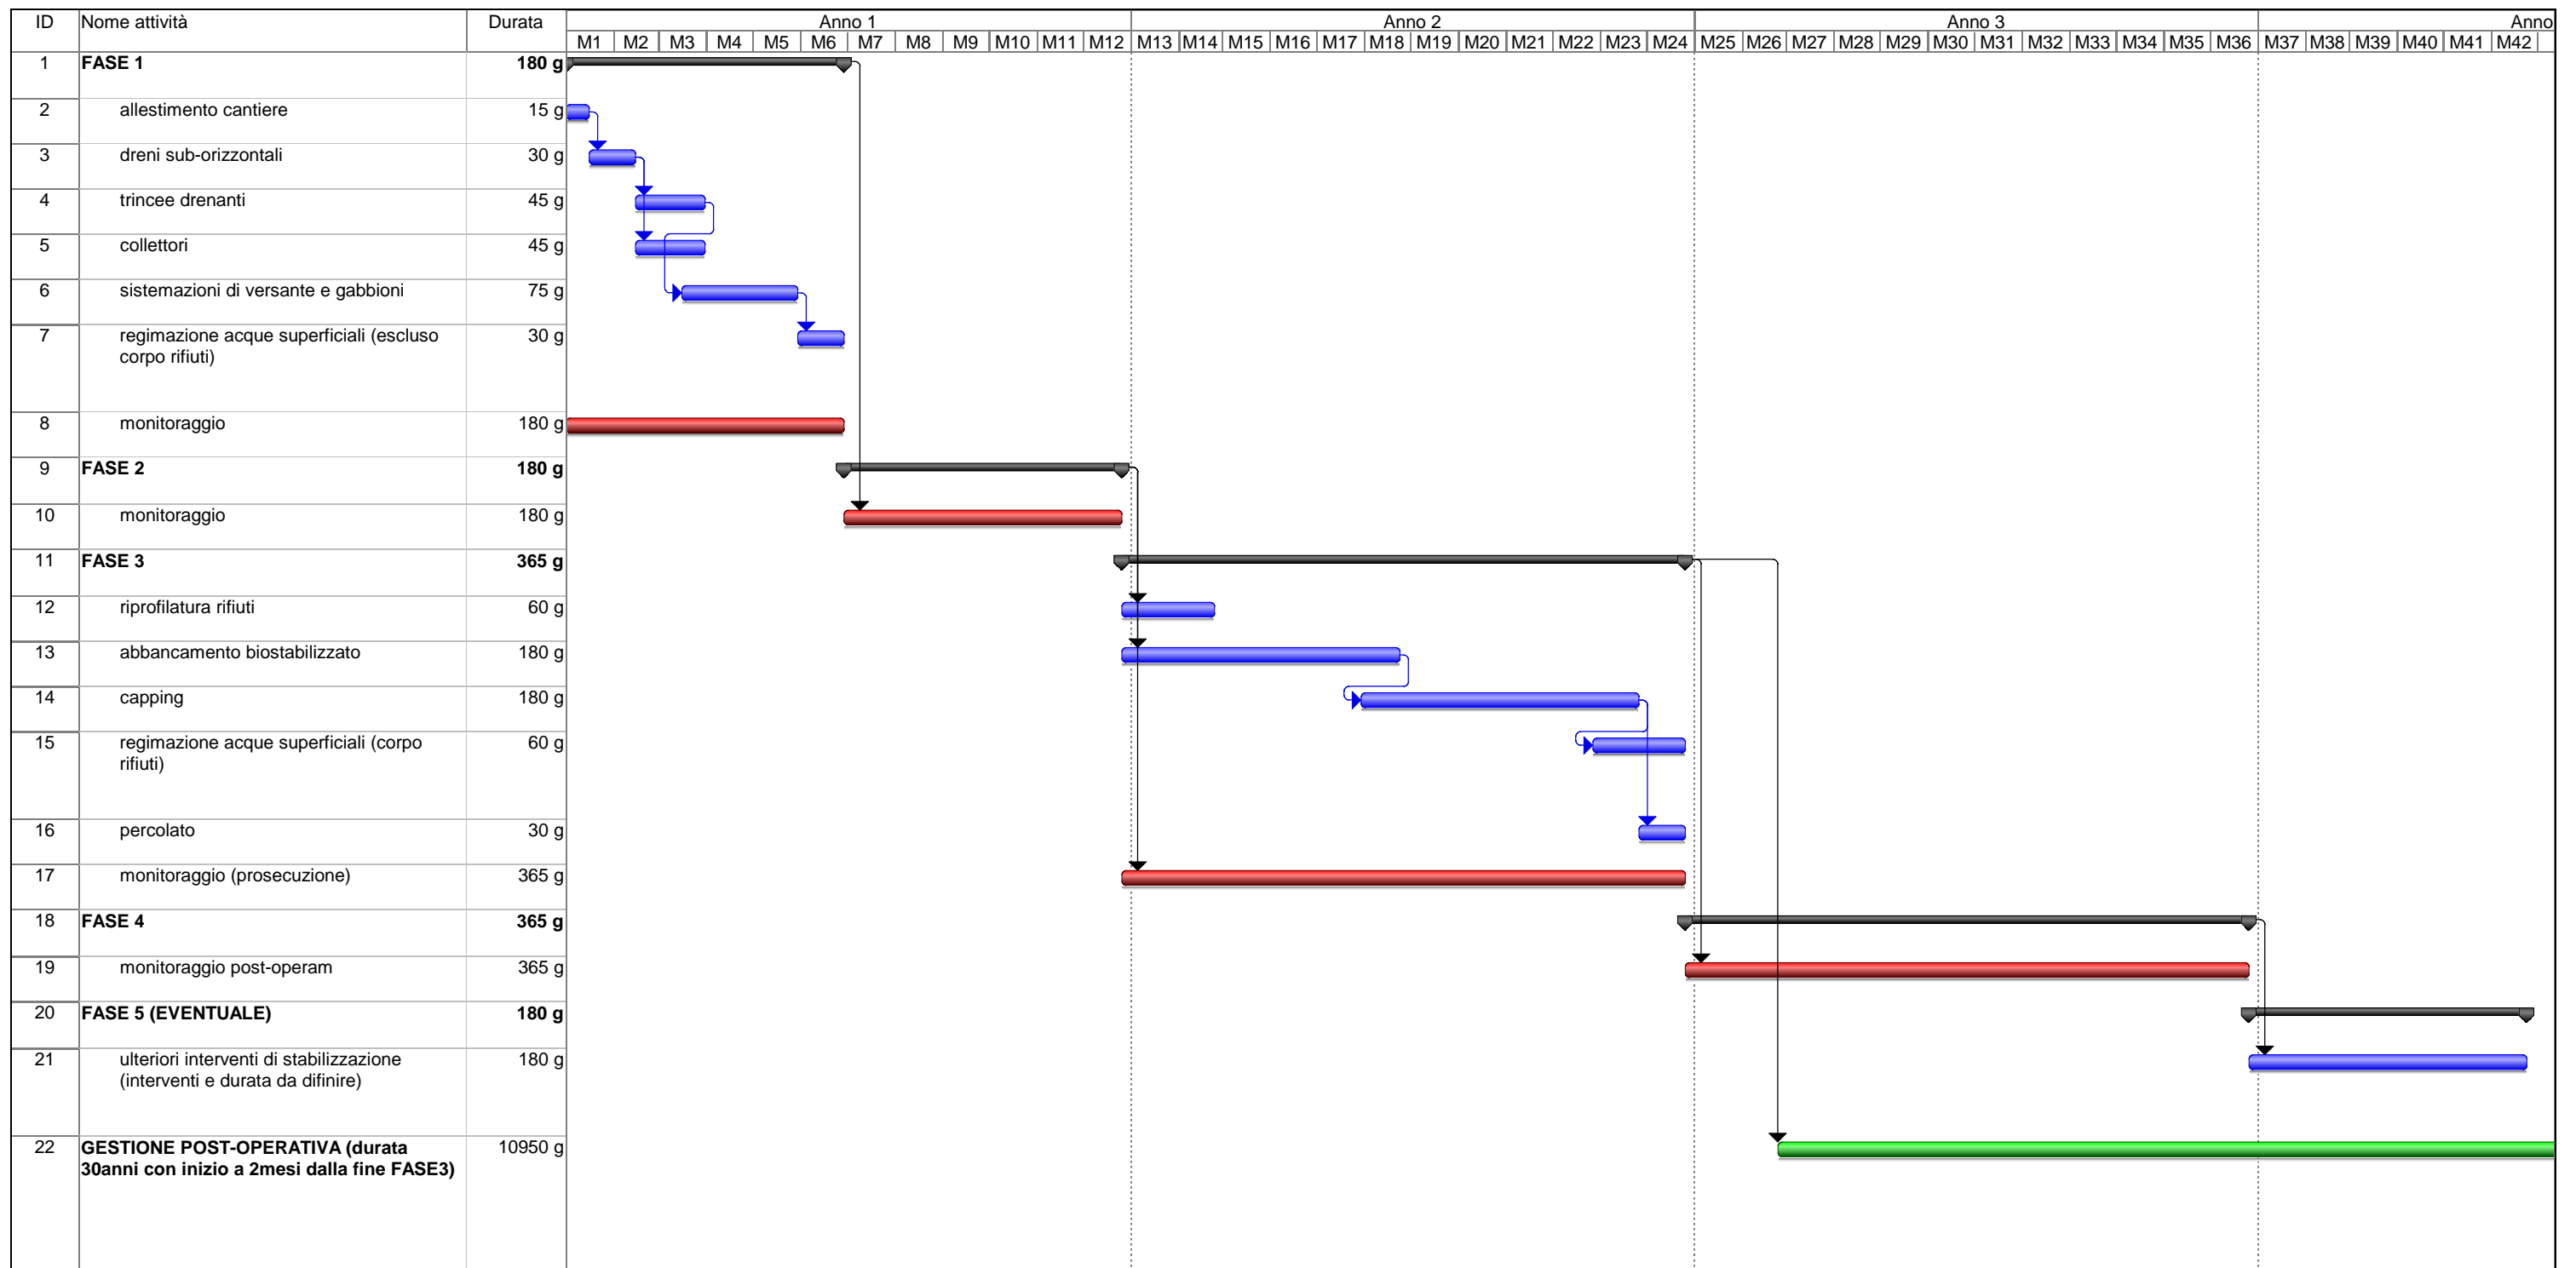 ID Nome attività Durata Anno 1 Anno 2 Anno 3 Anno
M1 M2 M3 M4 M5 M6 M7 M8 M9 M10 M11 M12 M13 M14 M15 M16 M17 M18 M19 M20 M21 M22 M23 M24 M25 M26 M27 M28 M29 M30 M31 M32 M33 M34 M35 M36 M37 M38 M39 M40 M41 M42
1 FASE 1 180 g
2 allestimento cantiere 15 g
3 dreni sub-orizzontali 30 g
4 trincee drenanti 45 g
5 collettori 45 g
6 sistemazioni di versante e gabbioni 75 g
7 regimazione acque superficiali (escluso 30 g
corpo rifiuti)
8 monitoraggio 180 g
9 FASE 2 180 g
10 monitoraggio 180 g
11 FASE 3 365 g
12 riprofilatura rifiuti 60 g
13 abbancamento biostabilizzato 180 g
14 capping 180 g
15 regimazione acque superficiali (corpo 60 g
rifiuti)
16 percolato 30 g
17 monitoraggio (prosecuzione) 365 g
18 FASE 4 365 g
19 monitoraggio post-operam 365 g
20 FASE 5 (EVENTUALE) 180 g
21 ulteriori interventi di stabilizzazione 180 g
(interventi e durata da difinire)
22 GESTIONE POST-OPERATIVA (durata 10950 g
30anni con inizio a 2mesi dalla fine FASE3)